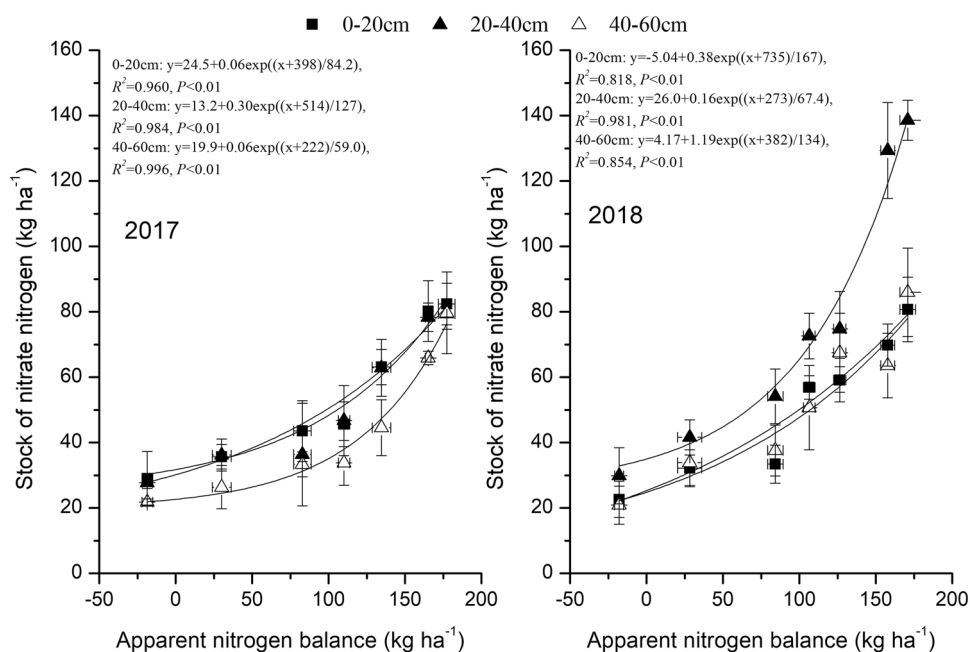 0-20cm 20-40cm 40-60cm
0-20cm: y=24.5+0.06exp((x+398)/84.2),
R²=0.960, P<0.01
20-40cm: y=13.2+0.30exp((x+514)/127),
R²=0.984, P<0.01
40-60cm: y=19.9+0.06exp((x+222)/59.0),
R²=0.996, P<0.01
2017
160
140
120
100
80
60
40
20
0
-50 0 50 100 150 200
Stock of nitrate nitrogen (kg ha⁻¹)
Apparent nitrogen balance (kg ha⁻¹)
0-20cm: y=-5.04+0.38exp((x+735)/167),
R²=0.818, P<0.01
20-40cm: y=26.0+0.16exp((x+273)/67.4),
R²=0.981, P<0.01
40-60cm: y=4.17+1.19exp((x+382)/134),
R²=0.854, P<0.01
2018
160
140
120
100
80
60
40
20
0
-50 0 50 100 150 200
Stock of nitrate nitrogen (kg ha⁻¹)
Apparent nitrogen balance (kg ha⁻¹)